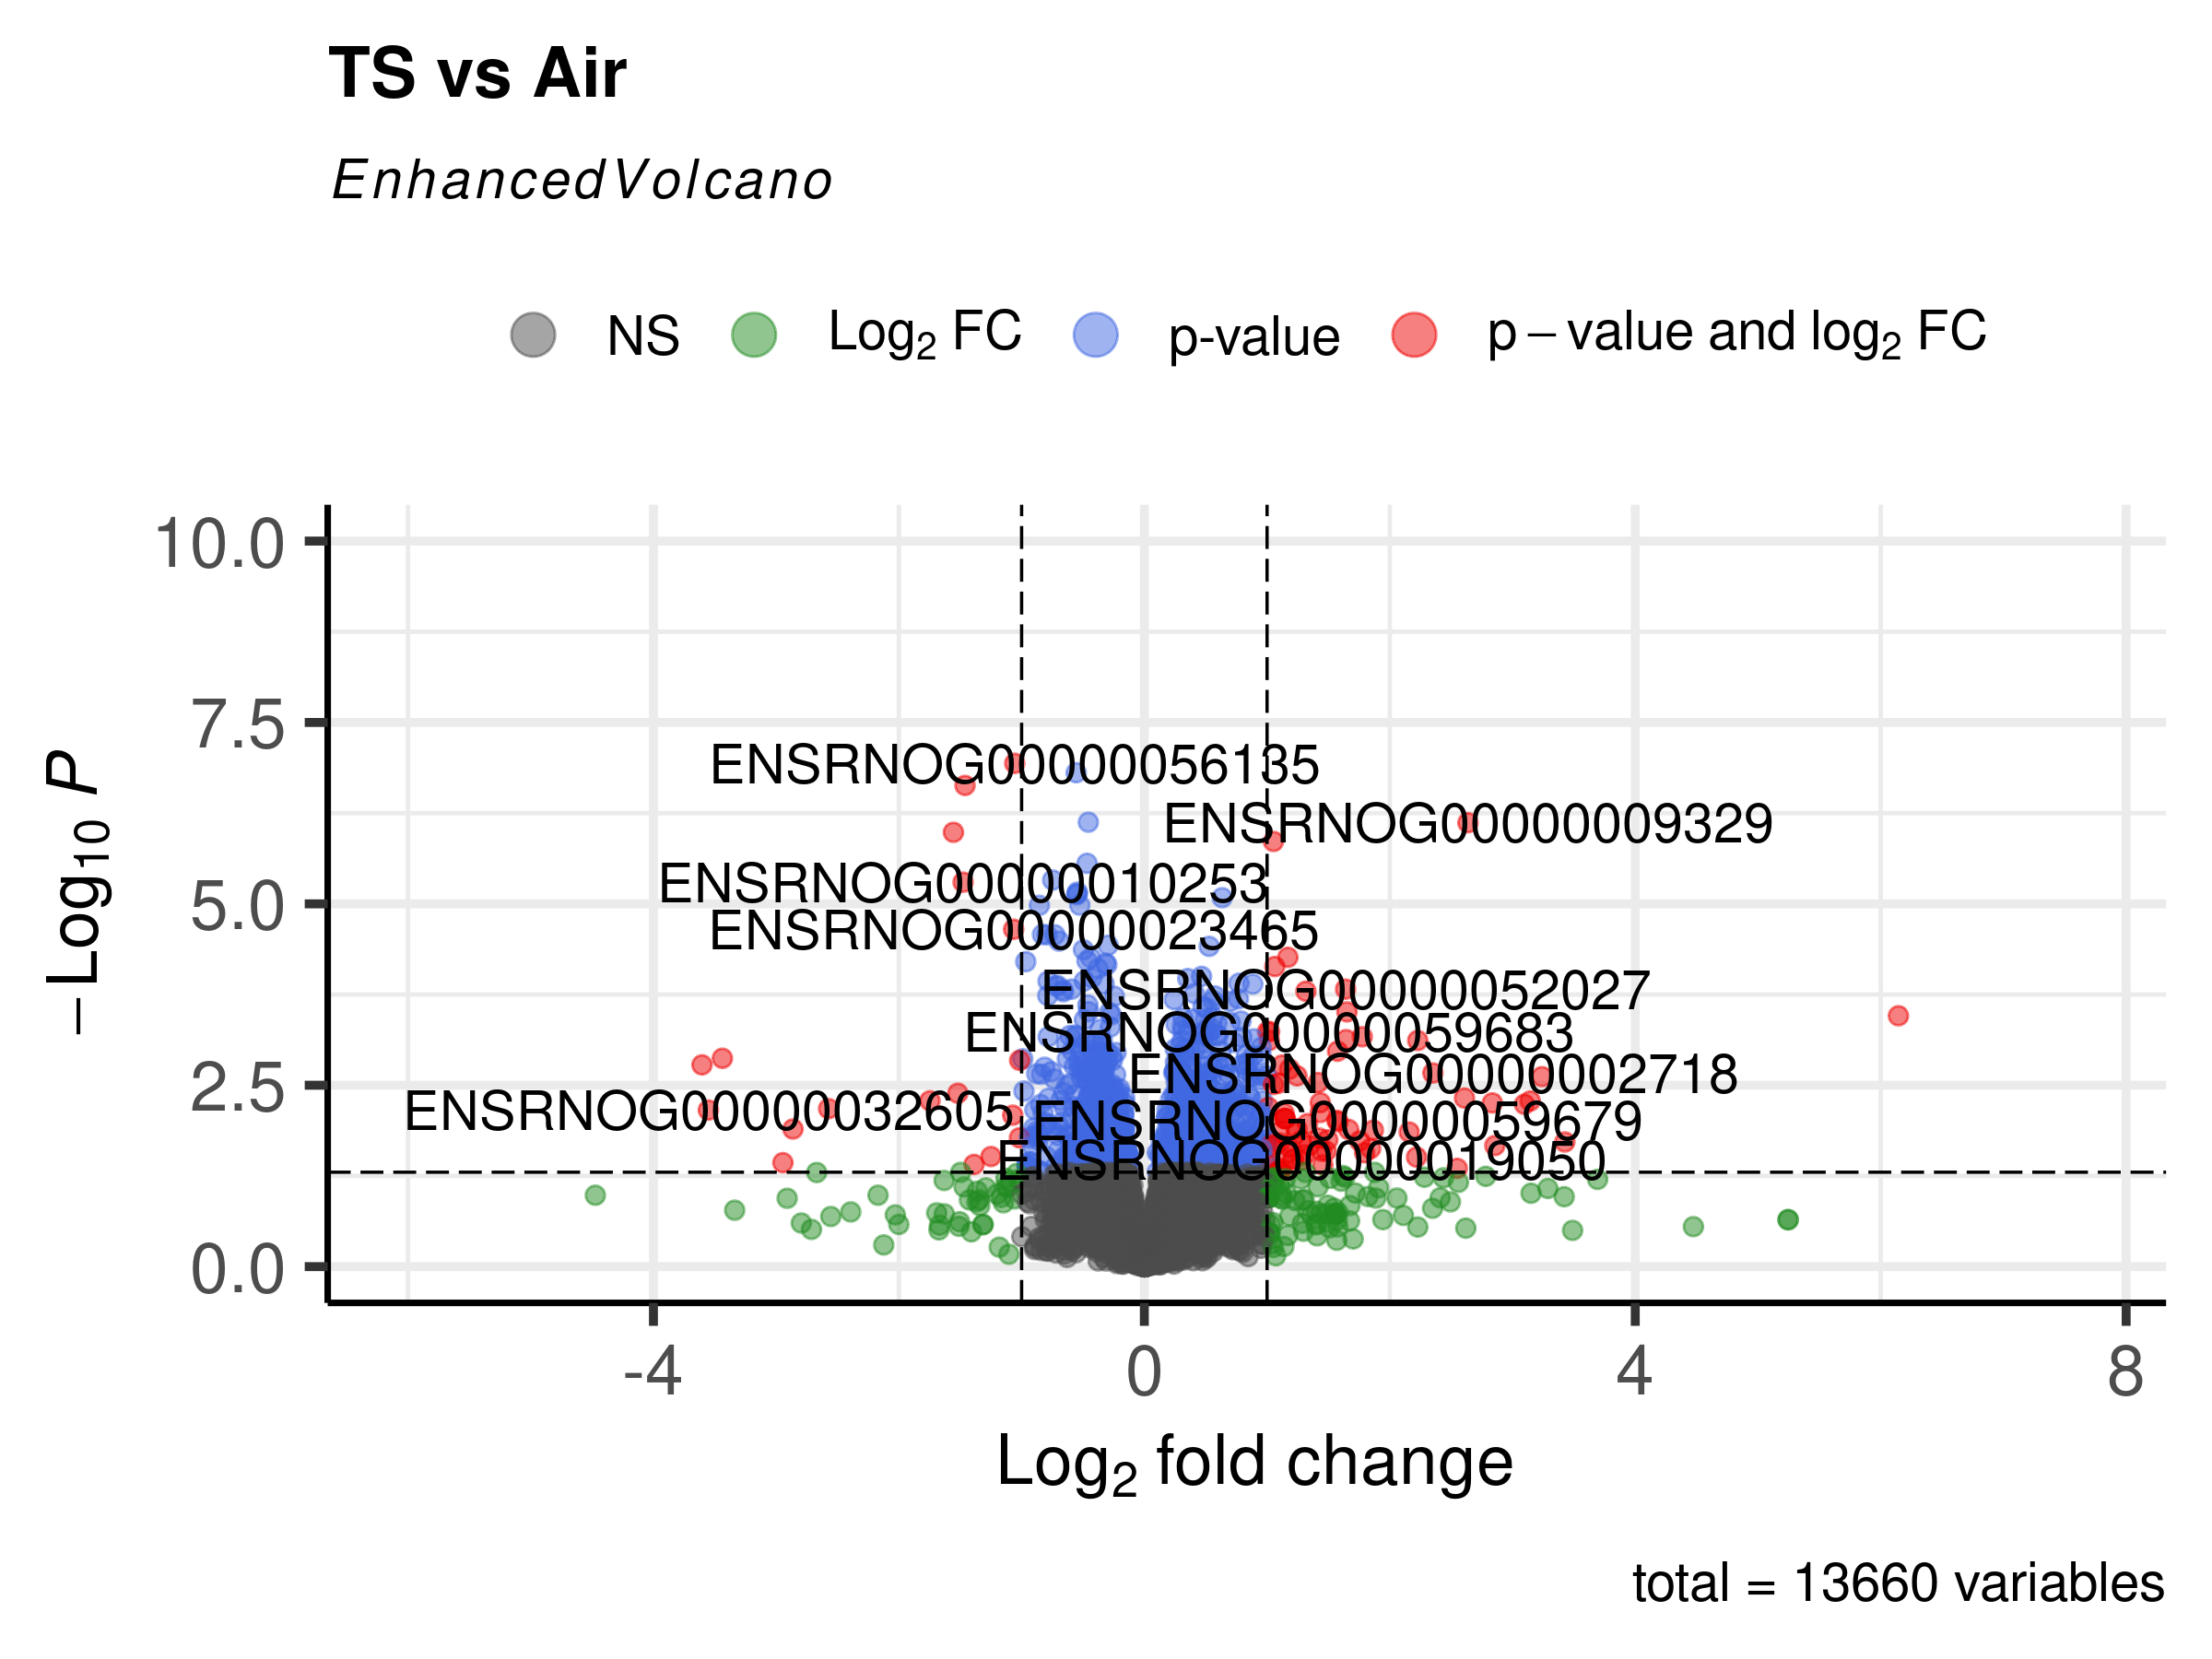 TS vs Air
EnhancedVolcano
NS Log2 FC p-value p − value and log2 FC
10.0
7.5
5.0
2.5
0.0
−Log10 P
ENSRNOG00000056135
ENSRNOG00000009329
ENSRNOG00000010253
ENSRNOG00000023465
ENSRNOG00000052027
ENSRNOG00000059683
ENSRNOG00000002718
ENSRNOG00000032605
ENSRNOG00000059679
ENSRNOG00000019050
-4 0 4 8
Log2 fold change
total = 13660 variables